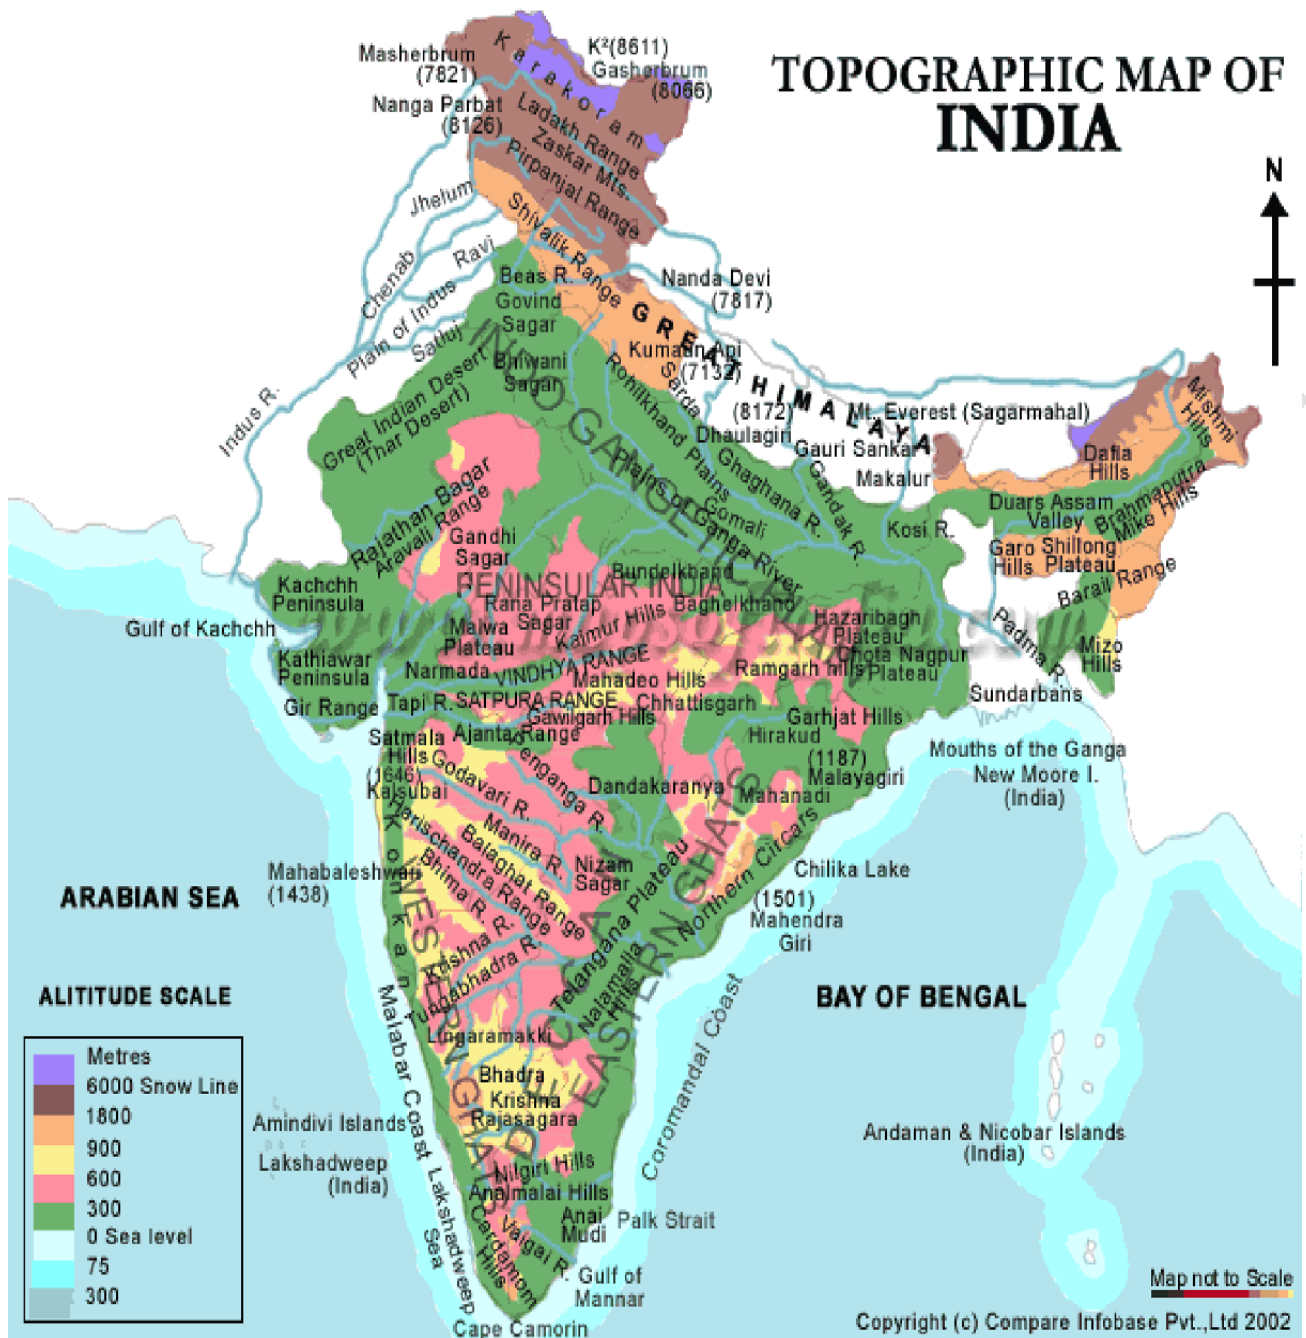 TOPOGRAPHIC MAP OF
INDIA
N
Masherbrum
(7821)
K²(8611)
Gasherbrum
(8066)
Karakoram
Nanga Parbat
(8126)
Ladakh Range
Zaskar Mts.
Pirpanjal Range
Jhelum
Shivalik Range
Chenab
Ravi
Beas R.
Plain of Indus
Satluj
Govind
Sagar
Nanda Devi
(7817)
GREAT HIMALAYA
Kumaun
Api
(7132)
Sarda
Bhiwani
Sagar
INDO GANGETIC PLAIN
Rohilkhand Plains
Great Indian Desert
(Thar Desert)
Indus R.
(8172)
Dhaulagiri
Mt. Everest (Sagarmahal)
Gauri Sankar
Makalur
Mishmi
Hills
Dafla
Hills
Plains of Ganga River
Ghaghana R.
Gomali
Gandak R.
Kosi R.
Duars Assam
Valley
Brahmaputra
Mike Hills
Rajathan Bagar
Aravali Range
Gandhi
Sagar
Garo
Hills
Shillong
Plateau
Barail Range
Kachchh
Peninsula
PENINSULAR INDIA
Bundelkhand
Rana Pratap
Sagar
Baghelkhand
Kaimur Hills
Hazaribagh
Plateau
Gulf of Kachchh
Malwa
Plateau
Chota Nagpur
Plateau
Padma R.
Mizo
Hills
Kathiawar
Peninsula
Narmada
VINDHYA RANGE
Mahadeo Hills
Ramgarh hills
Sundarbans
Gir Range
Tapi R.
SATPURA RANGE
Chhattisgarh
Gawilgarh Hills
Garhjat Hills
Satmala
Hills
Ajanta Range
Hirakud
(1187)
Malayagiri
Mouths of the Ganga
New Moore I.
(India)
(1646)
Kalsubai
Godavari R.
Penganga R.
Dandakaranya
Mahanadi
Harischandra Range
Manira R.
Balaghat Range
Konkan
Mahabaleshwar
(1438)
Bhima R.
Nizam
Sagar
EASTERN GHATS
Northern Circars
Chilika Lake
ARABIAN SEA
WESTERN GHATS
Telangana Plateau
(1501)
Mahendra
Giri
Krishna R.
Tungabhadra R.
DECCAN
Nalamalla
Hills
BAY OF BENGAL
Malabar Coast
Lingaramakki
Coromandal Coast
Bhadra
Krishna
Rajasagara
Amindivi Islands
Lakshadweep
(India)
Andaman & Nicobar Islands
(India)
Nilgiri Hills
Anaimalai Hills
Lakshadweep
Sea
Anai
Mudi
Palk Strait
Cardamom
Hills
Vaigai R.
Gulf of
Mannar
Cape Camorin
ALITITUDE SCALE
Metres
6000 Snow Line
1800
900
600
300
0 Sea level
75
300
Map not to Scale
Copyright (c) Compare Infobase Pvt.,Ltd 2002